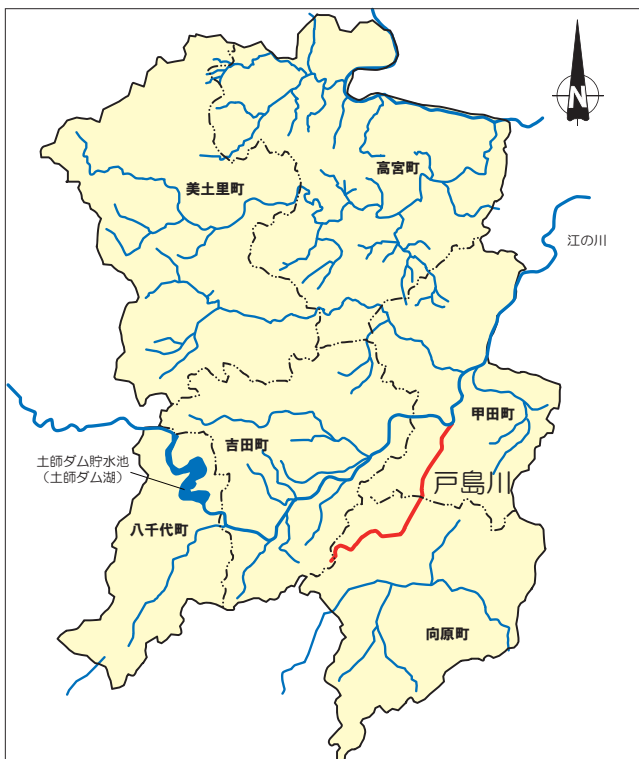 N
高宮町
美土里町
江の川
甲田町
吉田町
土師ダム貯水池
（土師ダム湖）
戸島川
八千代町
向原町